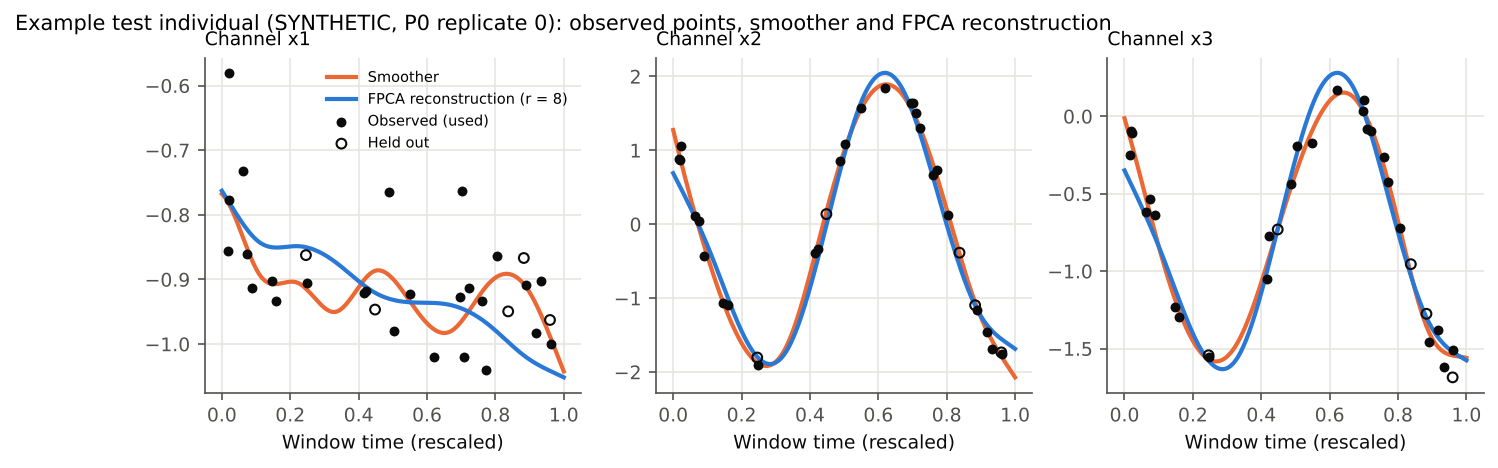 Example test individual (SYNTHETIC, P0 replicate 0): observed points, smoother and FPCA reconstruction
Channel x1
Channel x2
Channel x3
Smoother
FPCA reconstruction (r = 8)
Observed (used)
Held out
−0.6
−0.7
−0.8
−0.9
−1.0
0.0 0.2 0.4 0.6 0.8 1.0
Window time (rescaled)
2
1
0
−1
−2
0.0 0.2 0.4 0.6 0.8 1.0
Window time (rescaled)
0.0
−0.5
−1.0
−1.5
0.0 0.2 0.4 0.6 0.8 1.0
Window time (rescaled)